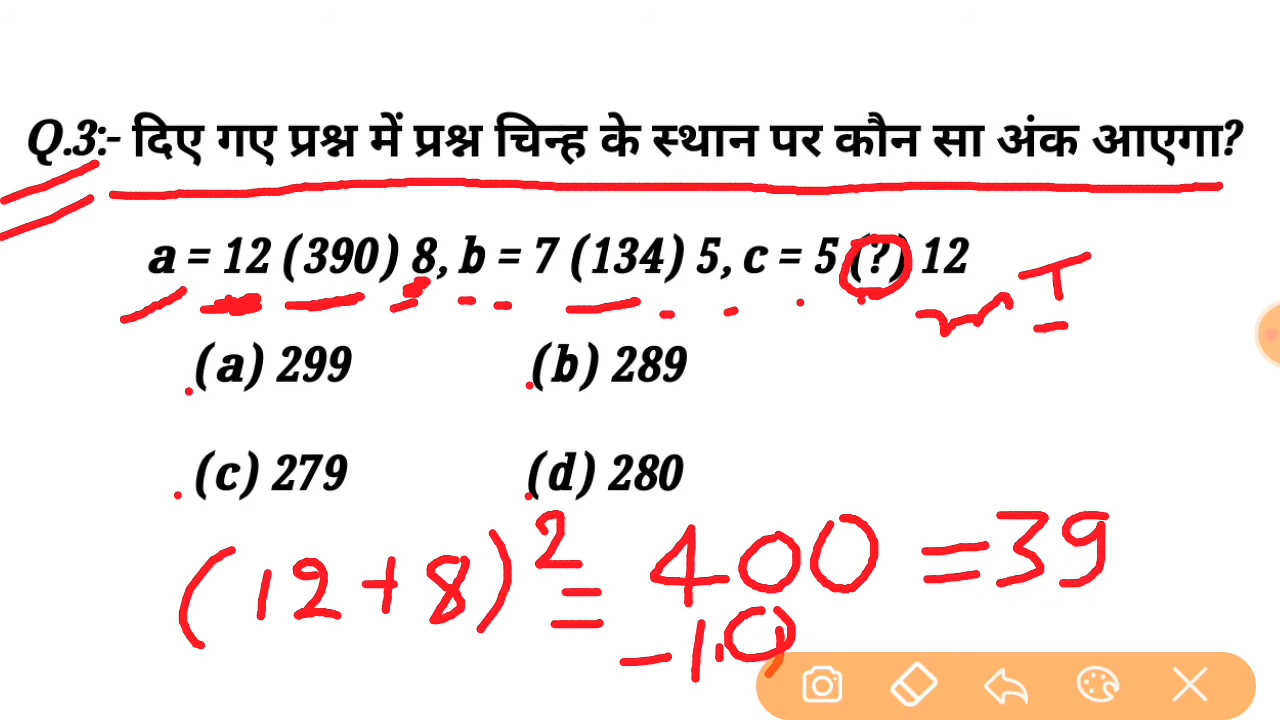 Q.3:- दिए गए प्रश्न में प्रश्न चिन्ह के स्थान पर कौन सा अंक आएगा?
a = 12 (390) 8, b = 7 (134) 5, c = 5 (?) 12
(a) 299 (b) 289
(c) 279 (d) 280
(12+8)² = 400 = 39
-10